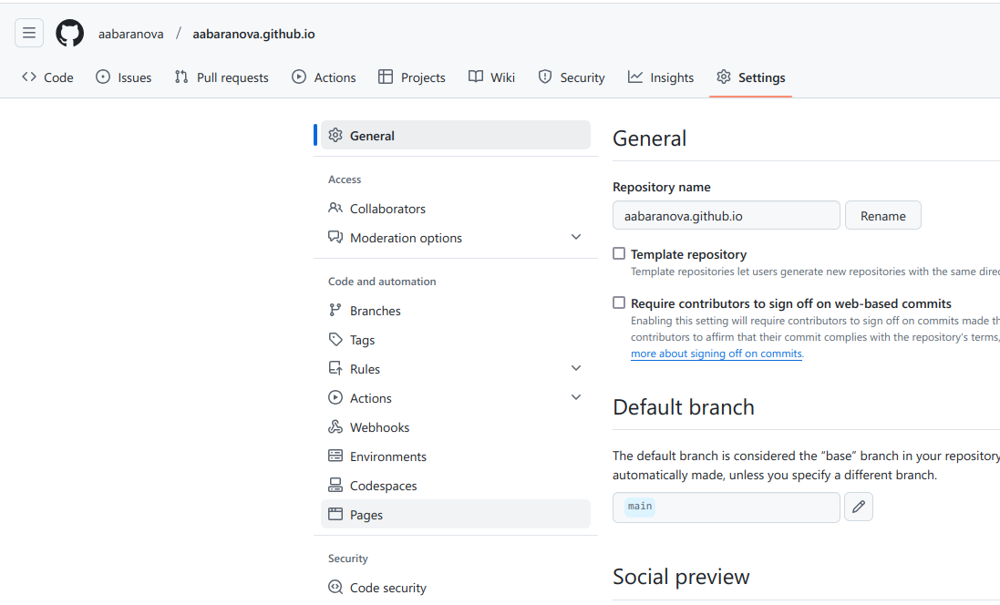 aabaranova / aabaranova.github.io
Code Issues Pull requests Actions Projects Wiki Security Insights Settings
General
Access
Collaborators
Moderation options
Code and automation
Branches
Tags
Rules
Actions
Webhooks
Environments
Codespaces
Pages
Security
Code security
General
Repository name
aabaranova.github.io Rename
Template repository
Template repositories let users generate new repositories with the same direc
Require contributors to sign off on web-based commits
Enabling this setting will require contributors to sign off on commits made th
contributors to affirm that their commit complies with the repository's terms,
more about signing off on commits.
Default branch
The default branch is considered the “base” branch in your repository
automatically made, unless you specify a different branch.
main
Social preview